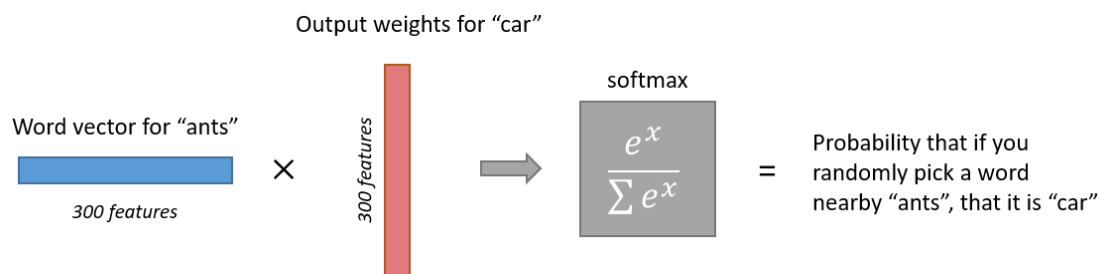 Output weights for “car”
softmax
Word vector for “ants”
300 features
×
300 features
e^x
∑ e^x
=
Probability that if you
randomly pick a word
nearby “ants”, that it is “car”